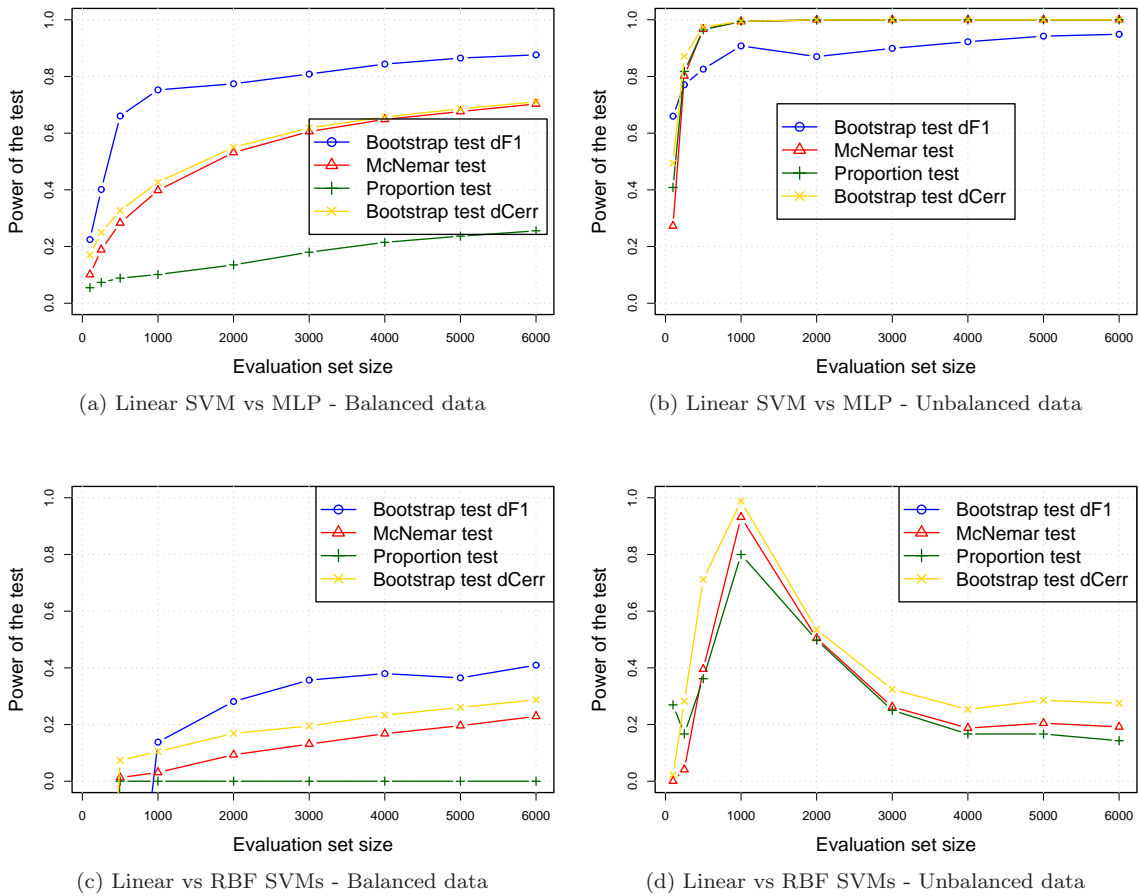 Power of the test
0.0 0.2 0.4 0.6 0.8 1.0
Bootstrap test dF1
McNemar test
Proportion test
Bootstrap test dCerr
0 1000 2000 3000 4000 5000 6000
Evaluation set size
(a) Linear SVM vs MLP - Balanced data
Power of the test
0.0 0.2 0.4 0.6 0.8 1.0
Bootstrap test dF1
McNemar test
Proportion test
Bootstrap test dCerr
0 1000 2000 3000 4000 5000 6000
Evaluation set size
(b) Linear SVM vs MLP - Unbalanced data
Power of the test
0.0 0.2 0.4 0.6 0.8 1.0
Bootstrap test dF1
McNemar test
Proportion test
Bootstrap test dCerr
0 1000 2000 3000 4000 5000 6000
Evaluation set size
(c) Linear vs RBF SVMs - Balanced data
Power of the test
0.0 0.2 0.4 0.6 0.8 1.0
Bootstrap test dF1
McNemar test
Proportion test
Bootstrap test dCerr
0 1000 2000 3000 4000 5000 6000
Evaluation set size
(d) Linear vs RBF SVMs - Unbalanced data